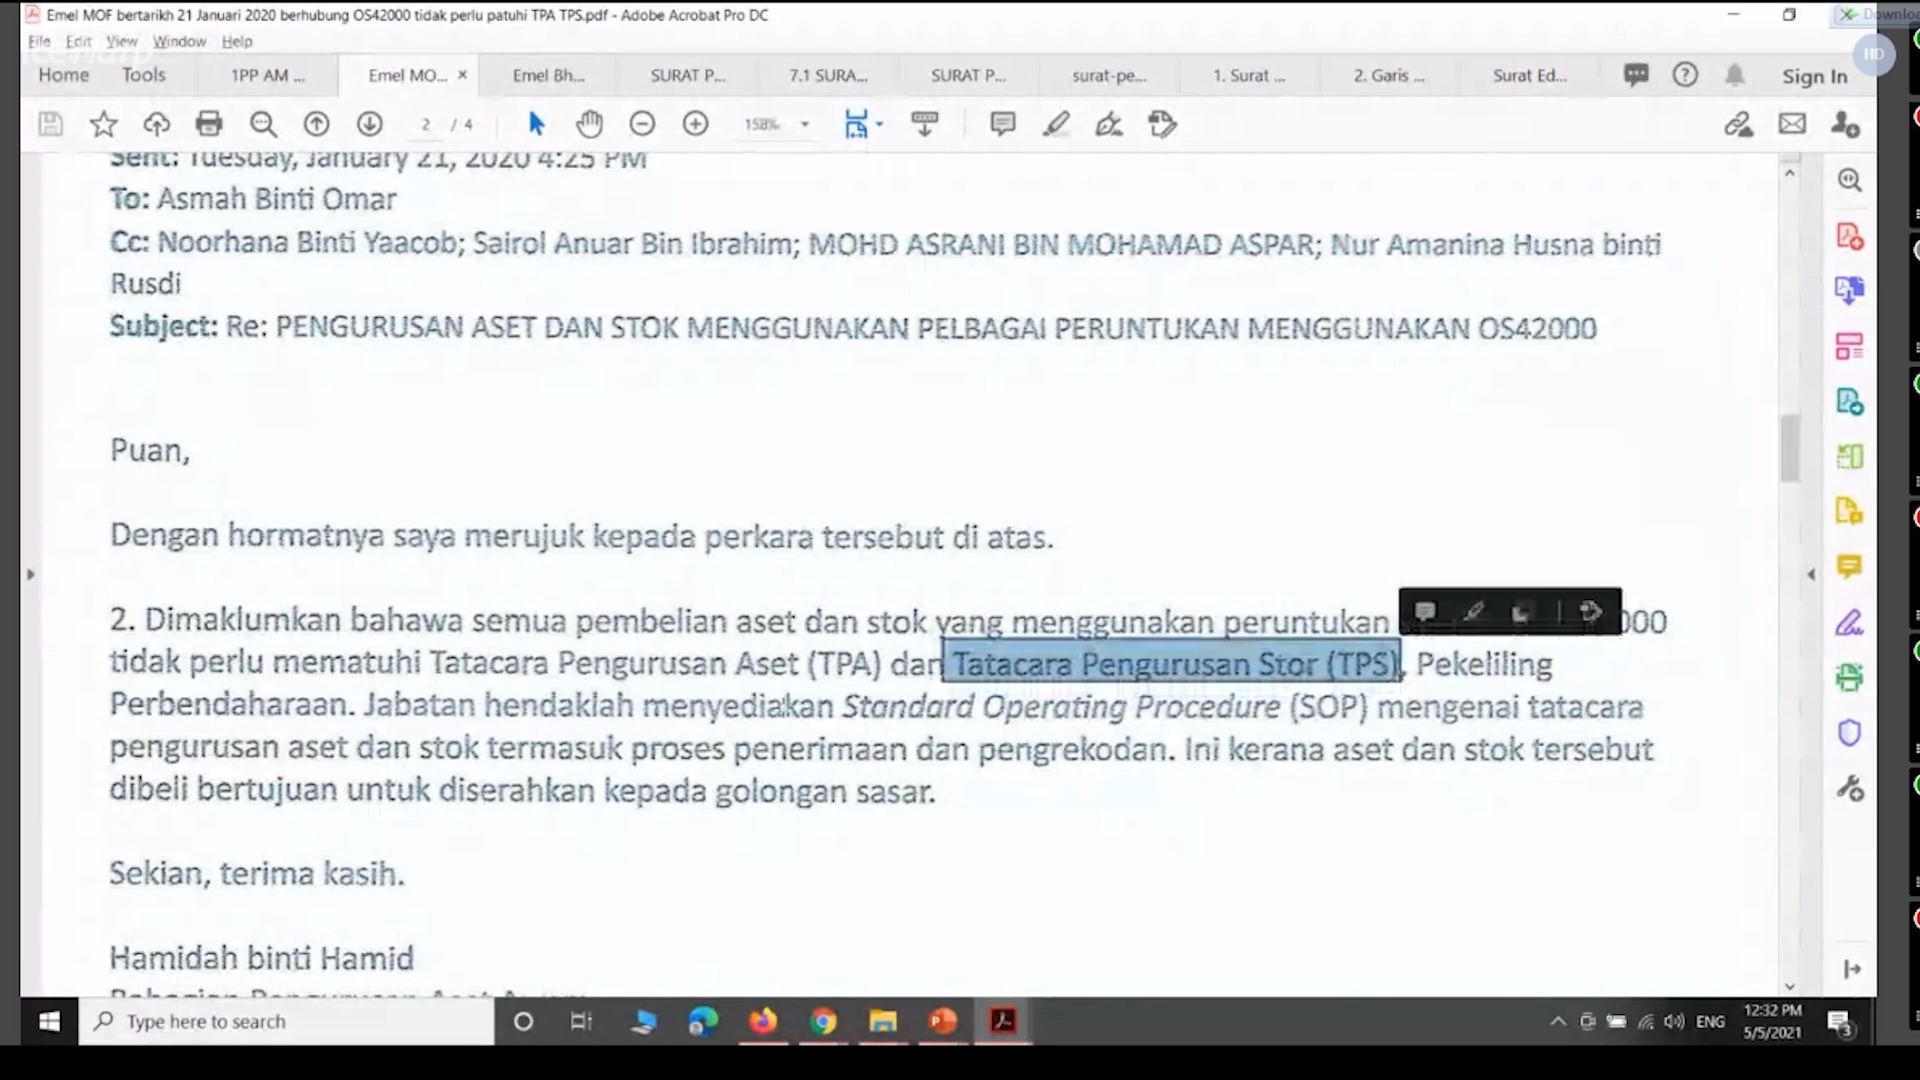 Emel MOF bertarikh 21 Januari 2020 berhubung OS42000 tidak perlu patuhi TPA TPS.pdf - Adobe Acrobat Pro DC
File Edit View Window Help
HD
Home Tools 1PP AM ... Emel MO... × Emel Bh... SURAT P... 7.1 SURA... SURAT P... surat-pe... 1. Surat ... 2. Garis ... Surat Ed... Sign In
2 / 4 158%
Sent: Tuesday, January 21, 2020 4:25 PM
To: Asmah Binti Omar
Cc: Noorhana Binti Yaacob; Sairol Anuar Bin Ibrahim; MOHD ASRANI BIN MOHAMAD ASPAR; Nur Amanina Husna binti
Rusdi
Subject: Re: PENGURUSAN ASET DAN STOK MENGGUNAKAN PELBAGAI PERUNTUKAN MENGGUNAKAN OS42000
Puan,
Dengan hormatnya saya merujuk kepada perkara tersebut di atas.
2. Dimaklumkan bahawa semua pembelian aset dan stok yang menggunakan peruntukan 000
tidak perlu mematuhi Tatacara Pengurusan Aset (TPA) dan Tatacara Pengurusan Stor (TPS), Pekeliling
Perbendaharaan. Jabatan hendaklah menyediakan Standard Operating Procedure (SOP) mengenai tatacara
pengurusan aset dan stok termasuk proses penerimaan dan pengrekodan. Ini kerana aset dan stok tersebut
dibeli bertujuan untuk diserahkan kepada golongan sasar.
Sekian, terima kasih.
Hamidah binti Hamid
Type here to search
ENG
12:32 PM
5/5/2021
3